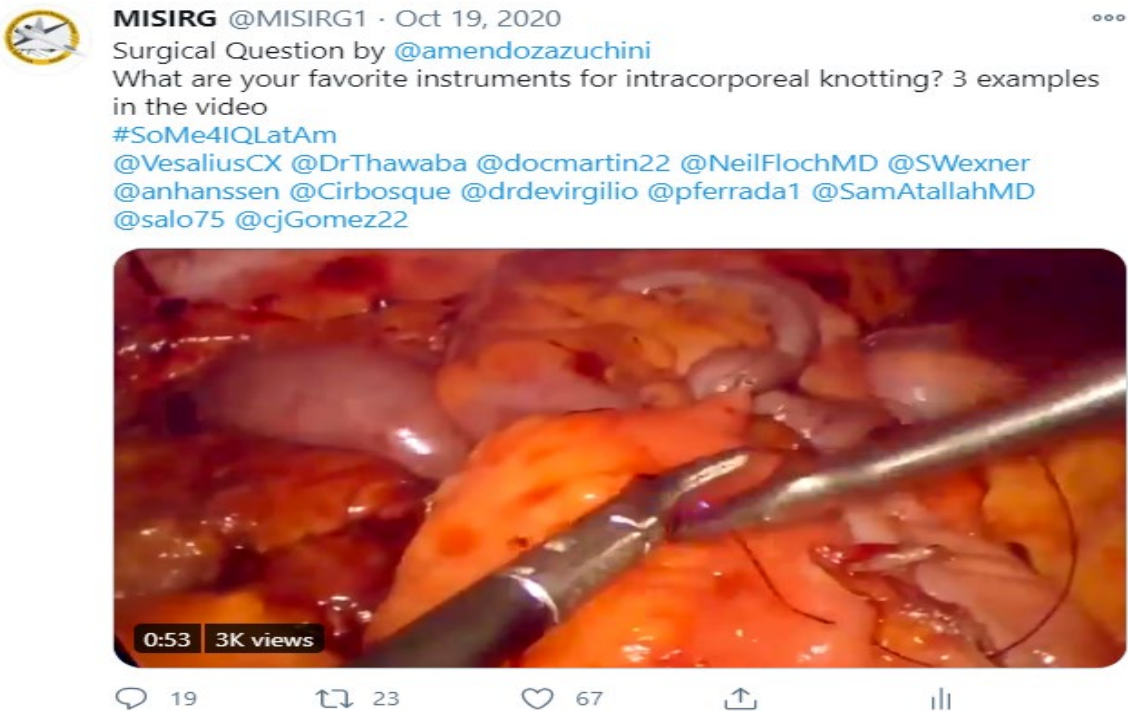 MISIRG @MISIRG1 · Oct 19, 2020
Surgical Question by @amendozazuchini
What are your favorite instruments for intracorporeal knotting? 3 examples
in the video
#SoMe4IQLatAm
@VesaliusCX @DrThawaba @docmartin22 @NeilFlochMD @SWexner
@anhanssen @Cirbosque @drdevirgilio @pferrada1 @SamAtallahMD
@salo75 @cjGomez22
0:53 3K views
19 23 67